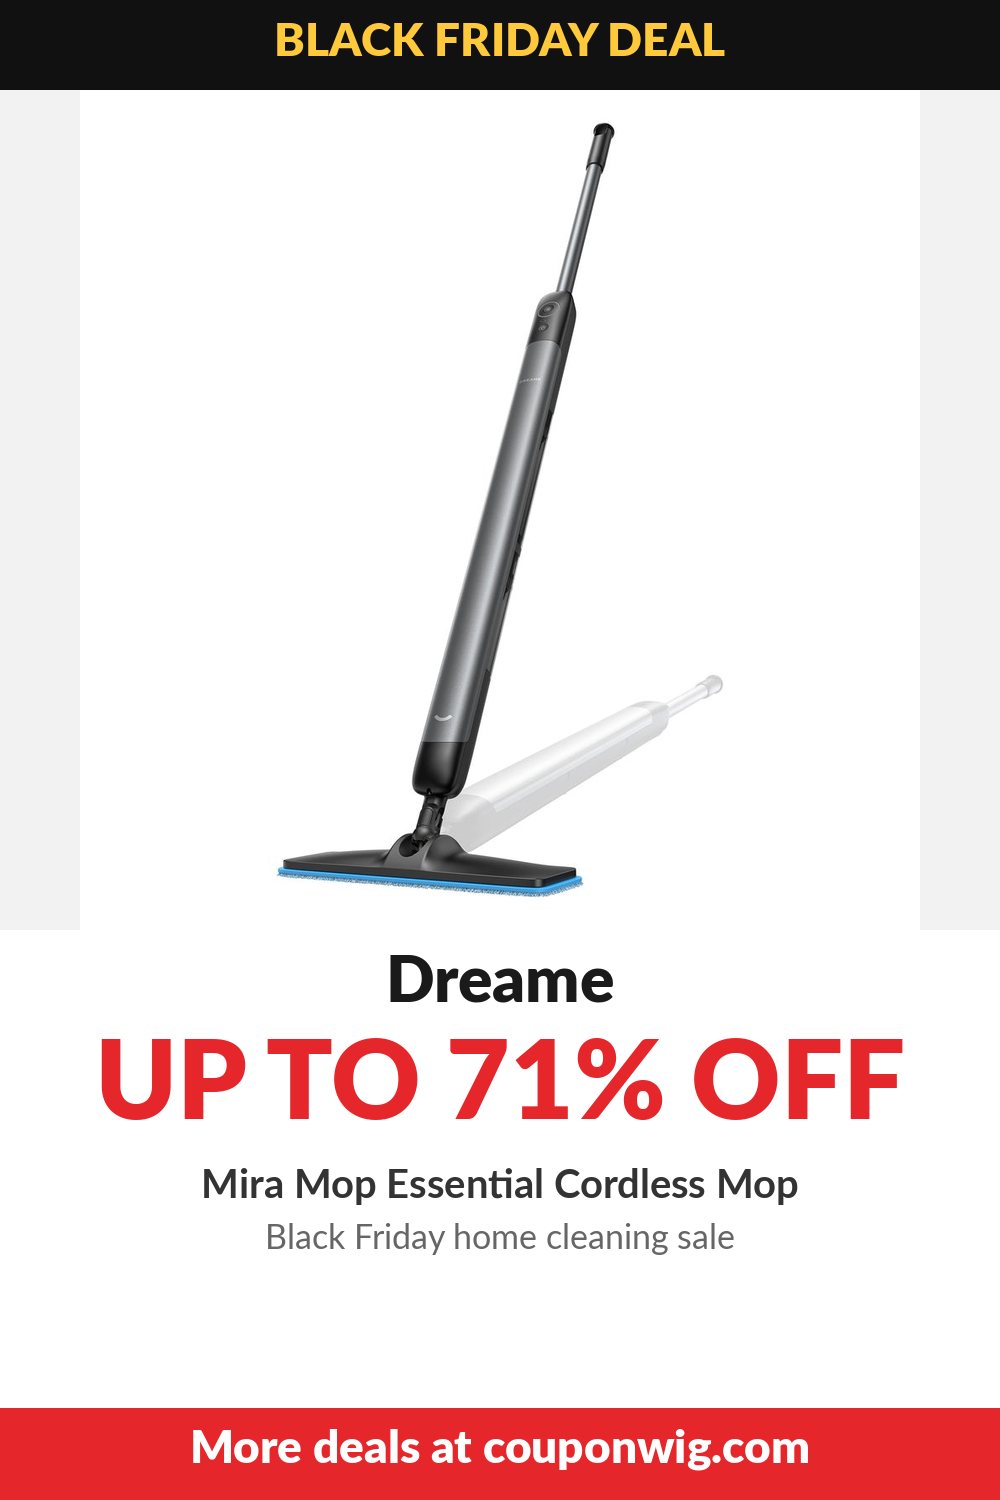 BLACK FRIDAY DEAL
DREAME
Dreame
UP TO 71% OFF
Mira Mop Essential Cordless Mop
Black Friday home cleaning sale
More deals at couponwig.com